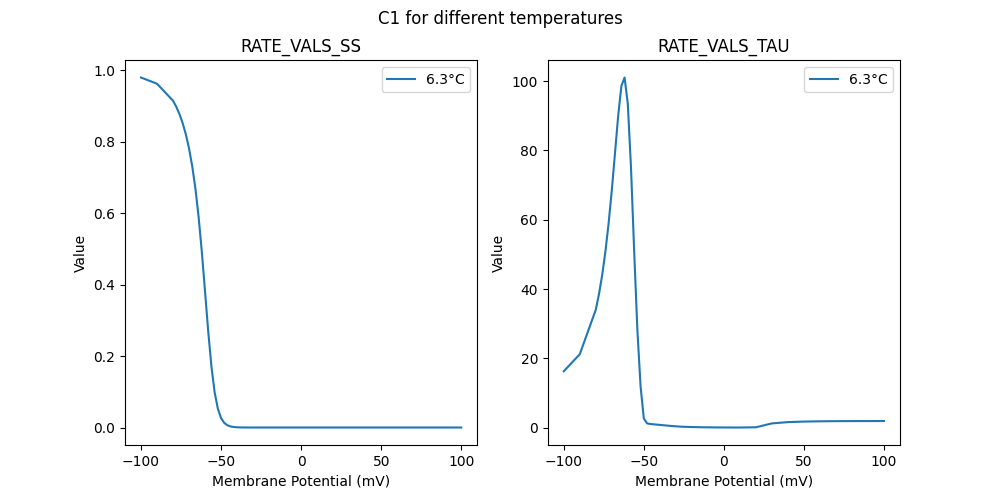 C1 for different temperatures
RATE_VALS_SS
6.3°C
1.0
0.8
0.6
0.4
0.2
0.0
Value
−100
−50
0
50
100
Membrane Potential (mV)
RATE_VALS_TAU
6.3°C
100
80
60
40
20
0
Value
−100
−50
0
50
100
Membrane Potential (mV)